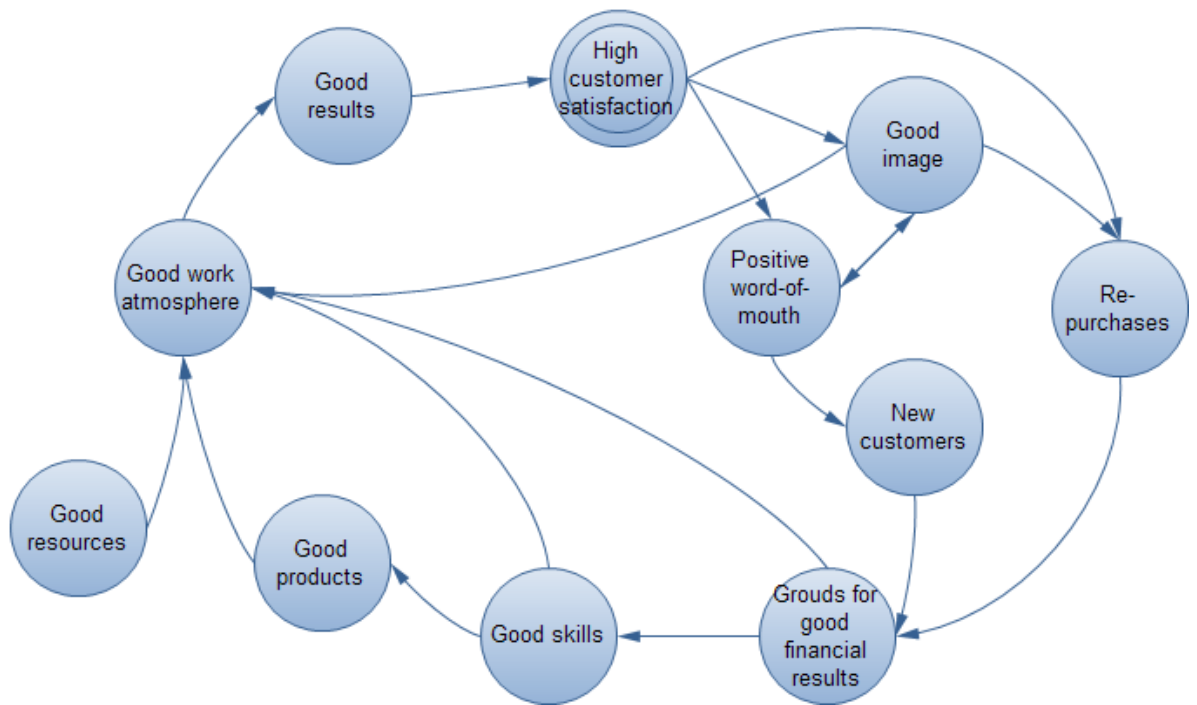 Good
results
High
customer
satisfaction
Good
image
Good work
atmosphere
Positive
word-of-
mouth
Re-
purchases
New
customers
Good
resources
Good
products
Good skills
Grouds for
good
financial
results